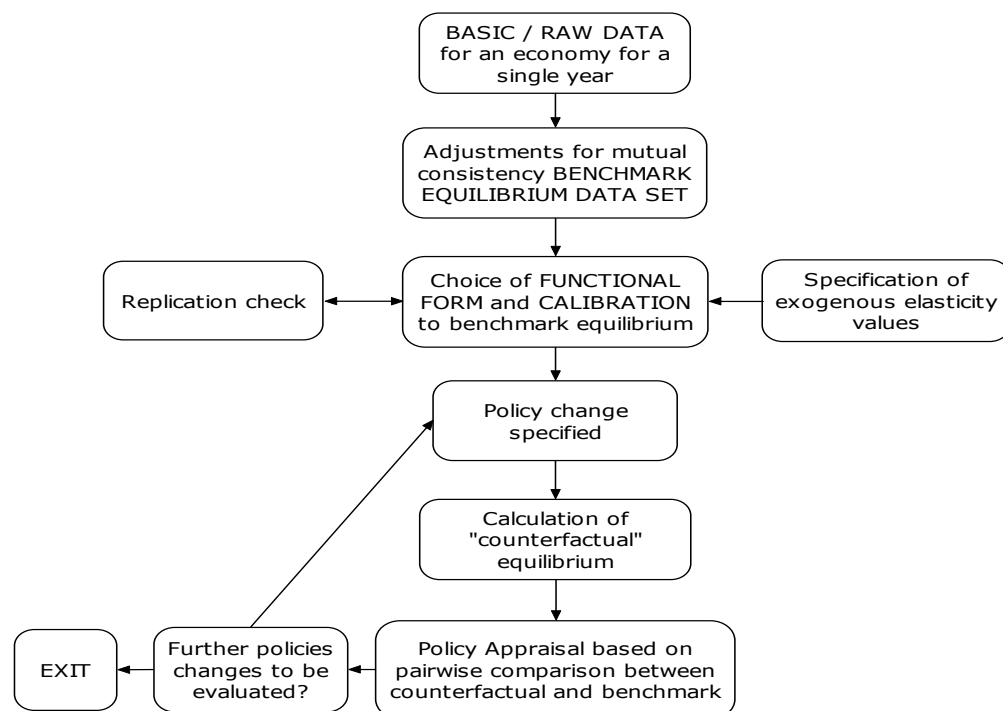 BASIC / RAW DATA
for an economy for a
single year
Adjustments for mutual
consistency BENCHMARK
EQUILIBRIUM DATA SET
Replication check
Choice of FUNCTIONAL
FORM and CALIBRATION
to benchmark equilibrium
Specification of
exogenous elasticity
values
Policy change
specified
Calculation of
"counterfactual"
equilibrium
EXIT
Further policies
changes to be
evaluated?
Policy Appraisal based on
pairwise comparison between
counterfactual and benchmark